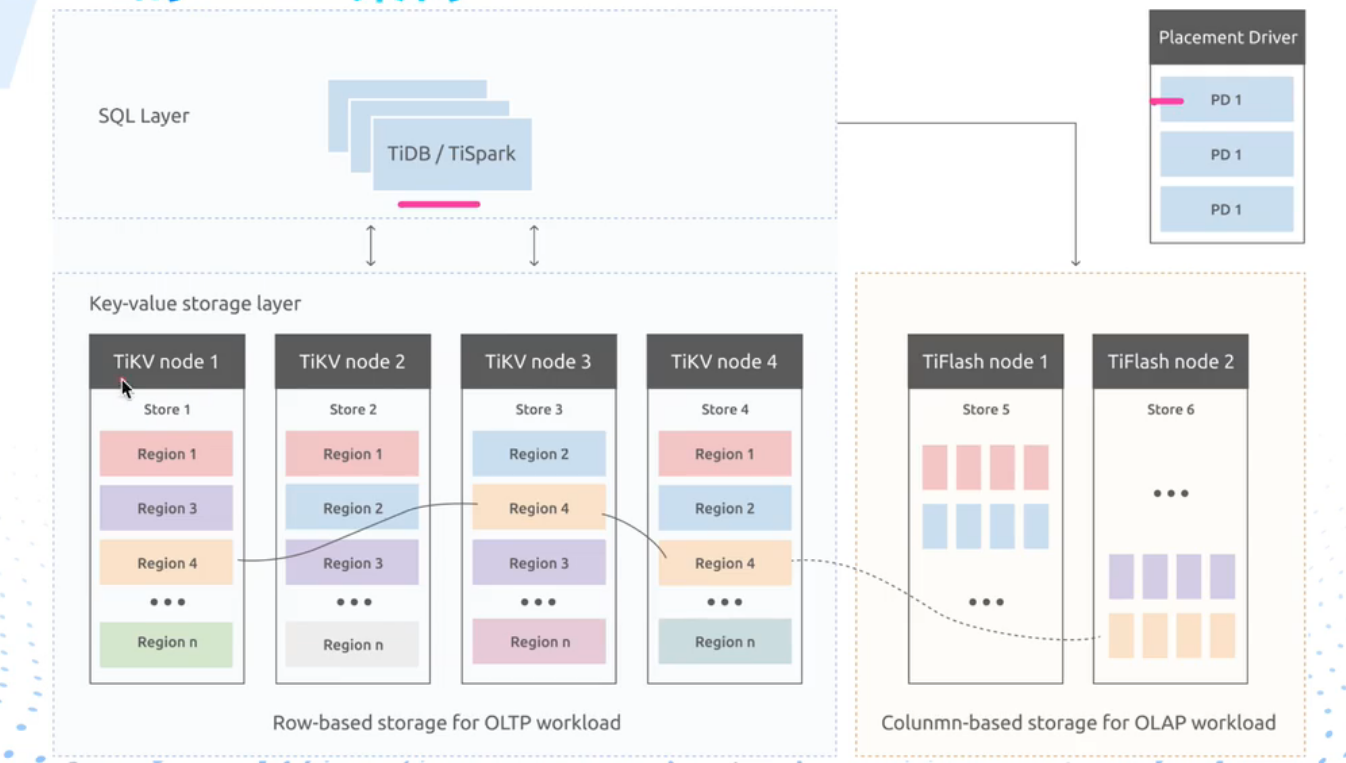 Placement Driver
PD 1
PD 1
PD 1
SQL Layer
TiDB / TiSpark
Key-value storage layer
TiKV node 1
Store 1
Region 1
Region 3
Region 4
Region n
TiKV node 2
Store 2
Region 1
Region 2
Region 3
Region n
TiKV node 3
Store 3
Region 2
Region 4
Region 3
Region n
TiKV node 4
Store 4
Region 1
Region 2
Region 4
Region n
Row-based storage for OLTP workload
TiFlash node 1
Store 5
TiFlash node 2
Store 6
Colunmn-based storage for OLAP workload